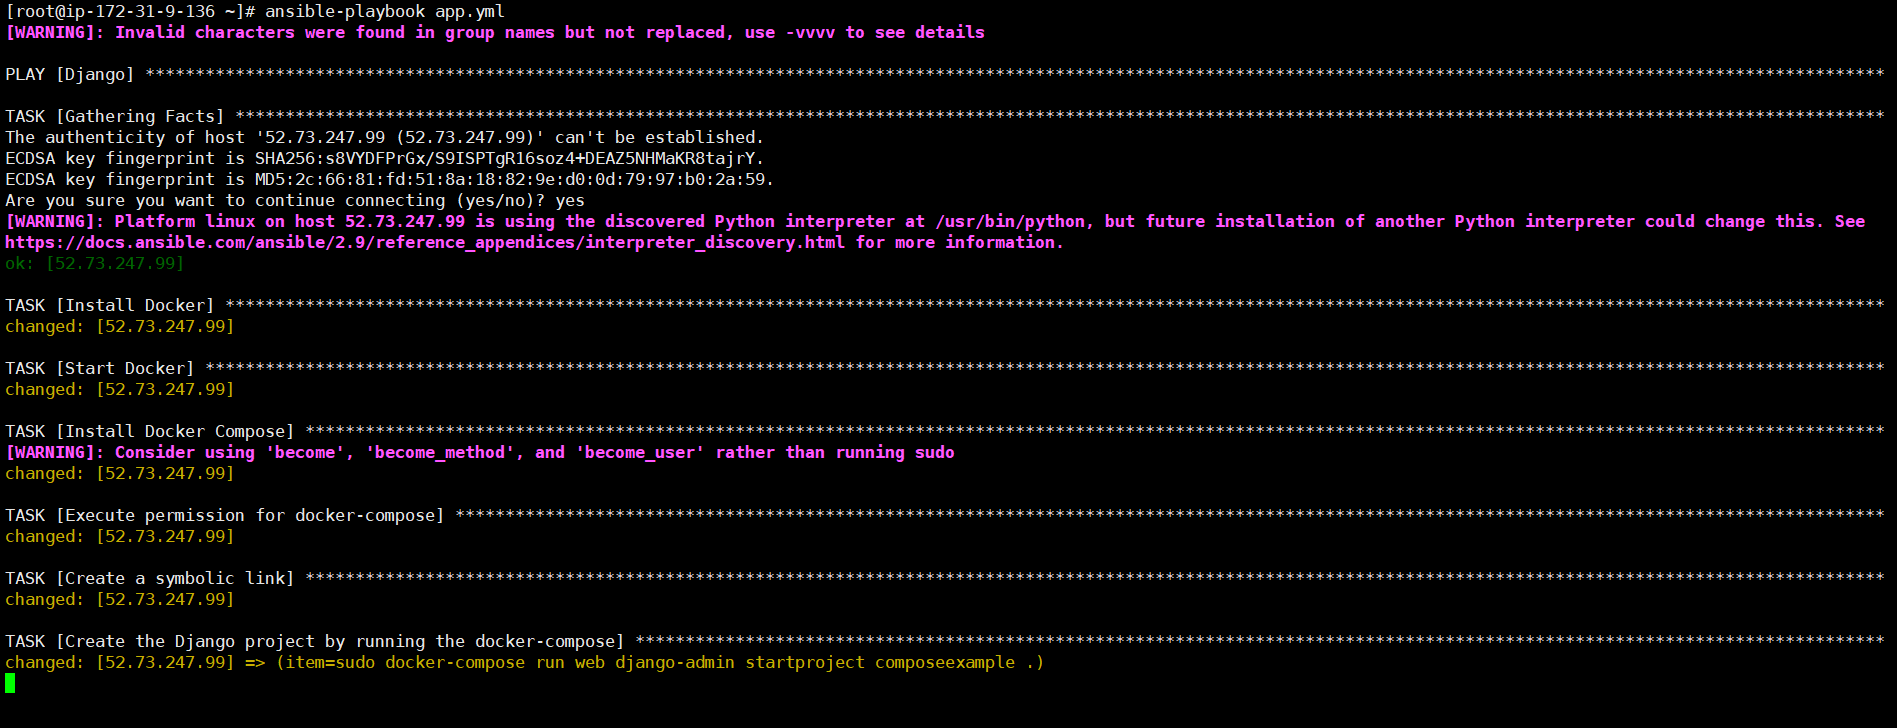 [root@ip-172-31-9-136 ~]# ansible-playbook app.yml
[WARNING]: Invalid characters were found in group names but not replaced, use -vvvv to see details
PLAY [Django] ******************************************************************************************************************************************************************************
TASK [Gathering Facts] *********************************************************************************************************************************************************************
The authenticity of host '52.73.247.99 (52.73.247.99)' can't be established.
ECDSA key fingerprint is SHA256:s8VYDFPrGx/S9ISPTgR16soz4+DEAZ5NHMaKR8tajrY.
ECDSA key fingerprint is MD5:2c:66:81:fd:51:8a:18:82:9e:d0:0d:79:97:b0:2a:59.
Are you sure you want to continue connecting (yes/no)? yes
[WARNING]: Platform linux on host 52.73.247.99 is using the discovered Python interpreter at /usr/bin/python, but future installation of another Python interpreter could change this. See
https://docs.ansible.com/ansible/2.9/reference_appendices/interpreter_discovery.html for more information.
ok: [52.73.247.99]
TASK [Install Docker] **********************************************************************************************************************************************************************
changed: [52.73.247.99]
TASK [Start Docker] ************************************************************************************************************************************************************************
changed: [52.73.247.99]
TASK [Install Docker Compose] **************************************************************************************************************************************************************
[WARNING]: Consider using 'become', 'become_method', and 'become_user' rather than running sudo
changed: [52.73.247.99]
TASK [Execute permission for docker-compose] ***********************************************************************************************************************************************
changed: [52.73.247.99]
TASK [Create a symbolic link] **************************************************************************************************************************************************************
changed: [52.73.247.99]
TASK [Create the Django project by running the docker-compose] *****************************************************************************************************************************
changed: [52.73.247.99] => (item=sudo docker-compose run web django-admin startproject composeexample .)